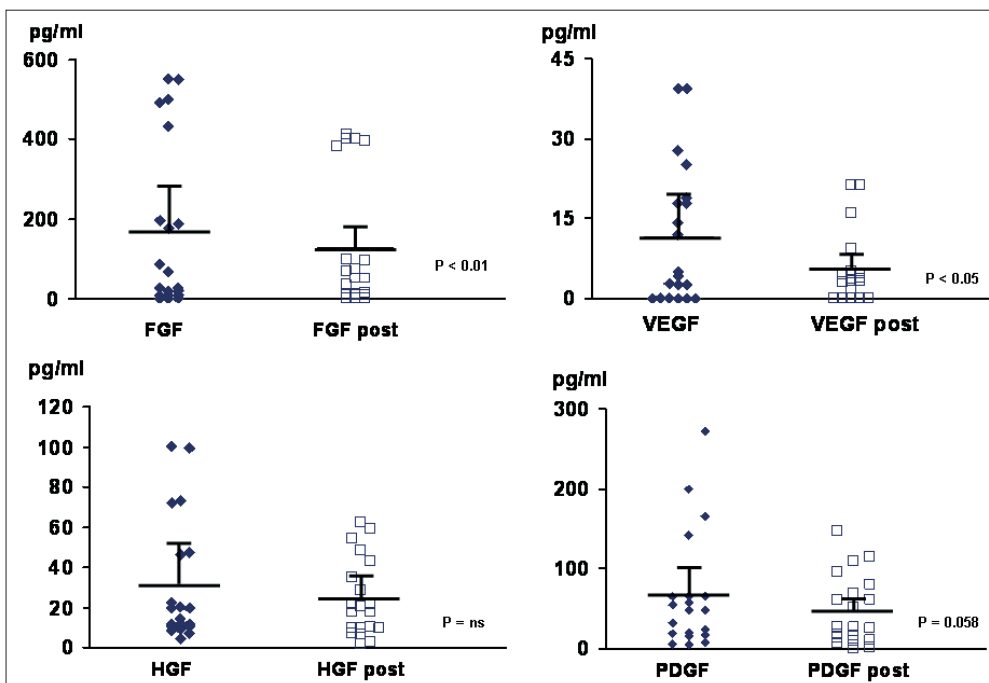 pg/ml
600
400
200
0
FGF
FGF post
P < 0.01
pg/ml
45
30
15
0
VEGF
VEGF post
P < 0.05
pg/ml
120
100
80
60
40
20
0
HGF
HGF post
P = ns
pg/ml
300
200
100
0
PDGF
PDGF post
P = 0.058